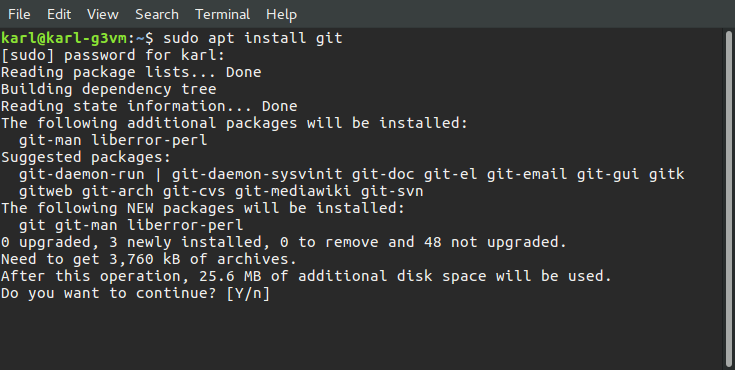 File Edit View Search Terminal Help
karl@karl-g3vm:~$ sudo apt install git
[sudo] password for karl:
Reading package lists... Done
Building dependency tree
Reading state information... Done
The following additional packages will be installed:
  git-man liberror-perl
Suggested packages:
  git-daemon-run | git-daemon-sysvinit git-doc git-el git-email git-gui gitk
  gitweb git-arch git-cvs git-mediawiki git-svn
The following NEW packages will be installed:
  git git-man liberror-perl
0 upgraded, 3 newly installed, 0 to remove and 48 not upgraded.
Need to get 3,760 kB of archives.
After this operation, 25.6 MB of additional disk space will be used.
Do you want to continue? [Y/n]